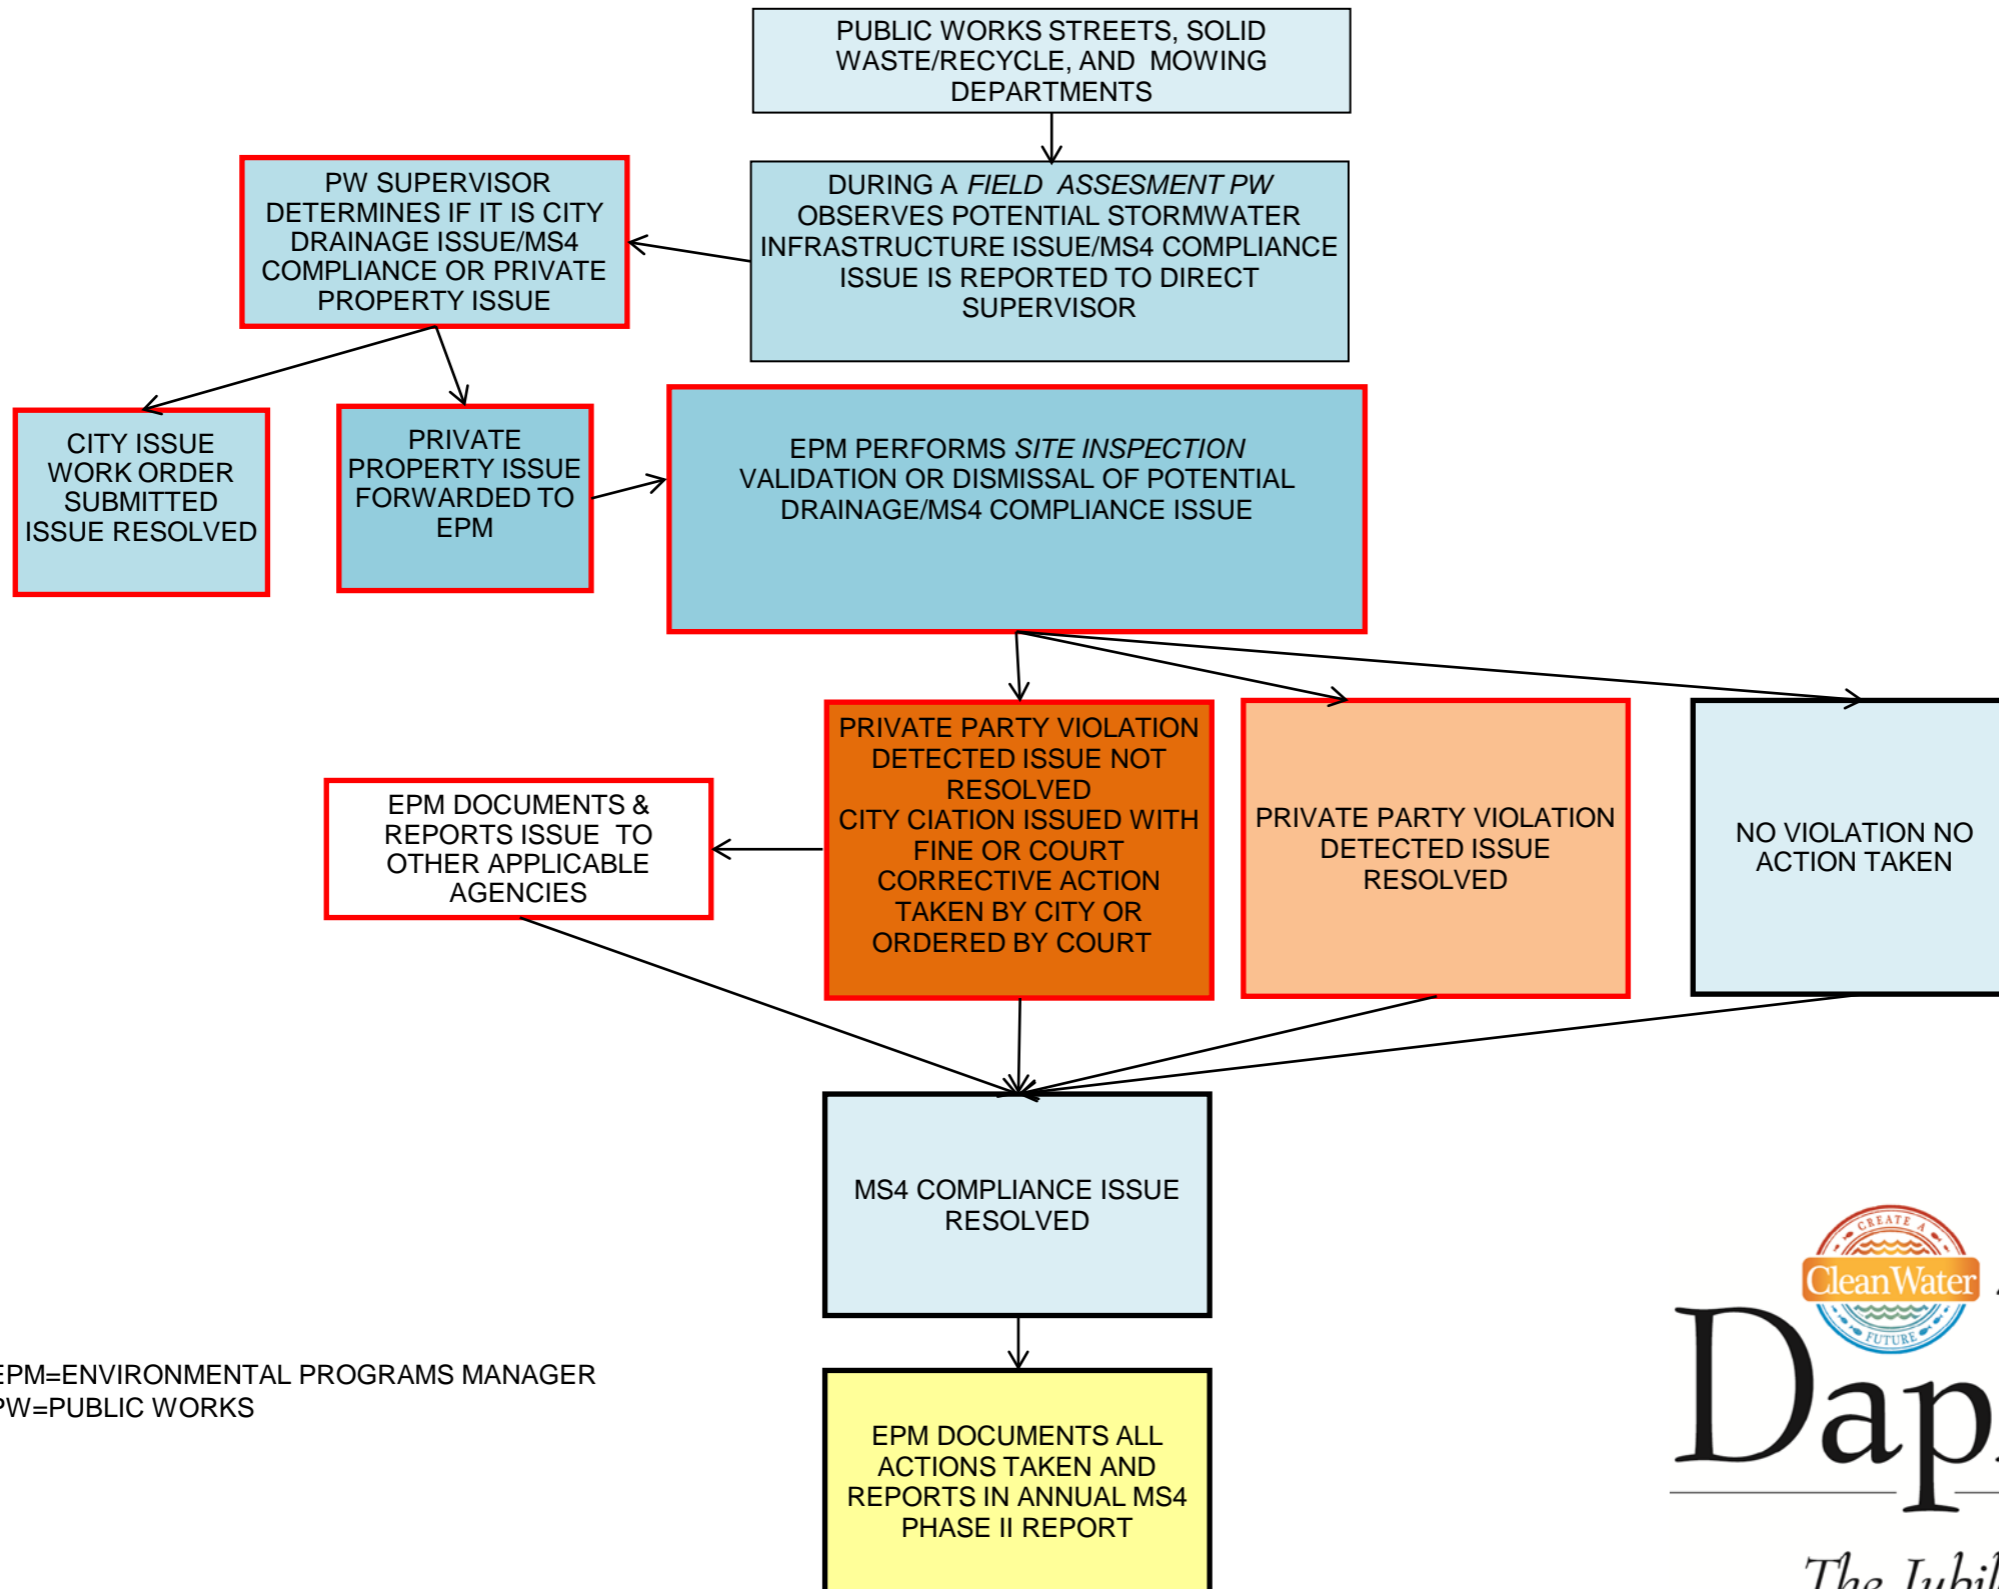 PUBLIC WORKS STREETS, SOLID
WASTE/RECYCLE, AND MOWING
DEPARTMENTS
PW SUPERVISOR
DETERMINES IF IT IS CITY
DRAINAGE ISSUE/MS4
COMPLIANCE OR PRIVATE
PROPERTY ISSUE
DURING A FIELD ASSESMENT PW
OBSERVES POTENTIAL STORMWATER
INFRASTRUCTURE ISSUE/MS4 COMPLIANCE
ISSUE IS REPORTED TO DIRECT
SUPERVISOR
CITY ISSUE
WORK ORDER
SUBMITTED
ISSUE RESOLVED
PRIVATE
PROPERTY ISSUE
FORWARDED TO
EPM
EPM PERFORMS SITE INSPECTION
VALIDATION OR DISMISSAL OF POTENTIAL
DRAINAGE/MS4 COMPLIANCE ISSUE
EPM DOCUMENTS &
REPORTS ISSUE TO
OTHER APPLICABLE
AGENCIES
PRIVATE PARTY VIOLATION
DETECTED ISSUE NOT
RESOLVED
CITY CIATION ISSUED WITH
FINE OR COURT
CORRECTIVE ACTION
TAKEN BY CITY OR
ORDERED BY COURT
PRIVATE PARTY VIOLATION
DETECTED ISSUE
RESOLVED
NO VIOLATION NO
ACTION TAKEN
MS4 COMPLIANCE ISSUE
RESOLVED
EPM DOCUMENTS ALL
ACTIONS TAKEN AND
REPORTS IN ANNUAL MS4
PHASE II REPORT
EPM=ENVIRONMENTAL PROGRAMS MANAGER
PW=PUBLIC WORKS
CREATE A
CleanWater
FUTURE
Dap
The Jubil